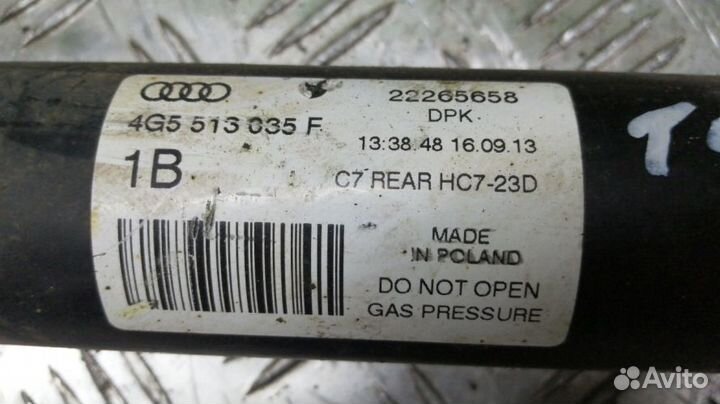 22265658
4G5 513 035 F
DPK
13:38.48 16.09.13
1B
C7 REAR HC7-23D
MADE
IN POLAND
DO NOT OPEN
GAS PRESSURE
Avito